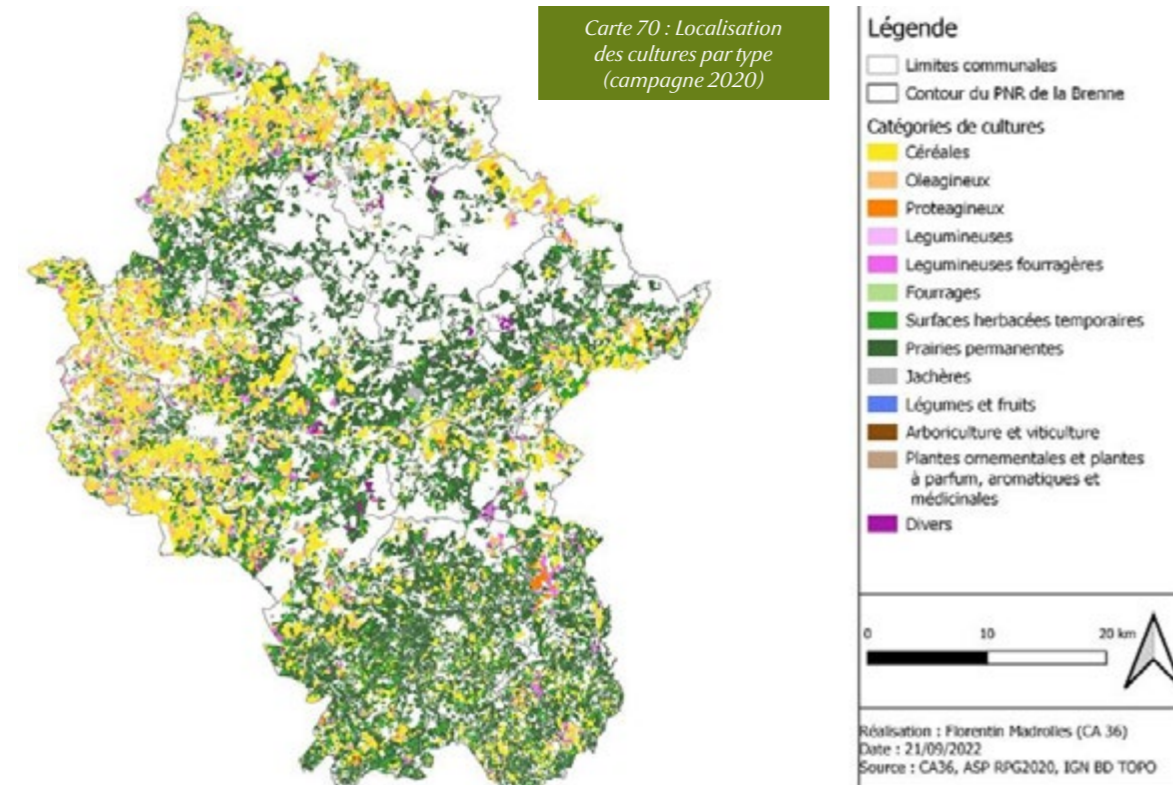 Carte 70 : Localisation
des cultures par type
(campagne 2020)
Légende
Limites communales
Contour du PNR de la Brenne
Catégories de cultures
Céréales
Oleagineux
Proteagineux
Legumineuses
Legumineuses fourragères
Fourrages
Surfaces herbacées temporaires
Prairies permanentes
Jachères
Légumes et fruits
Arboriculture et viticulture
Plantes ornementales et plantes
à parfum, aromatiques et
médicinales
Divers
0 10 20 km
Réalisation : Florentin Madrolles (CA 36)
Date : 21/09/2022
Source : CA36, ASP RPG2020, IGN BD TOPO